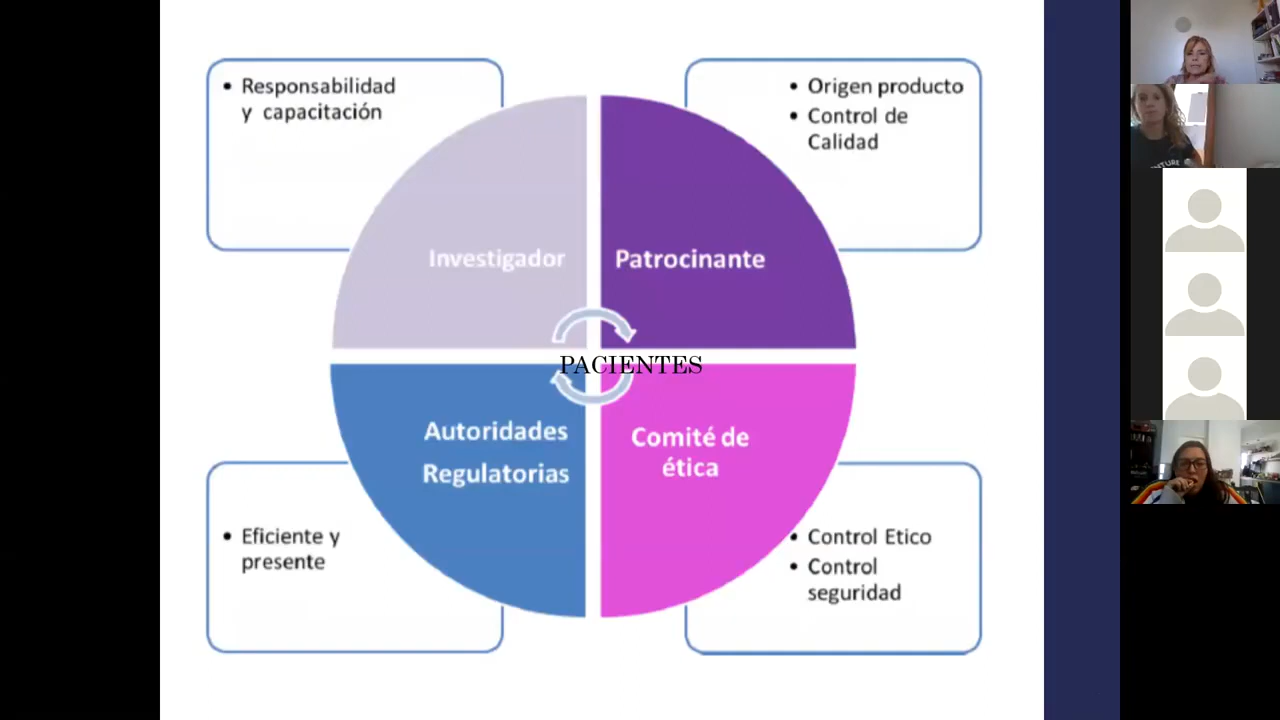 • Responsabilidad
y capacitación
• Origen producto
• Control de
Calidad
Investigador
Patrocinante
PACIENTES
Autoridades
Regulatorias
Comité de
ética
• Eficiente y
presente
• Control Etico
• Control
seguridad